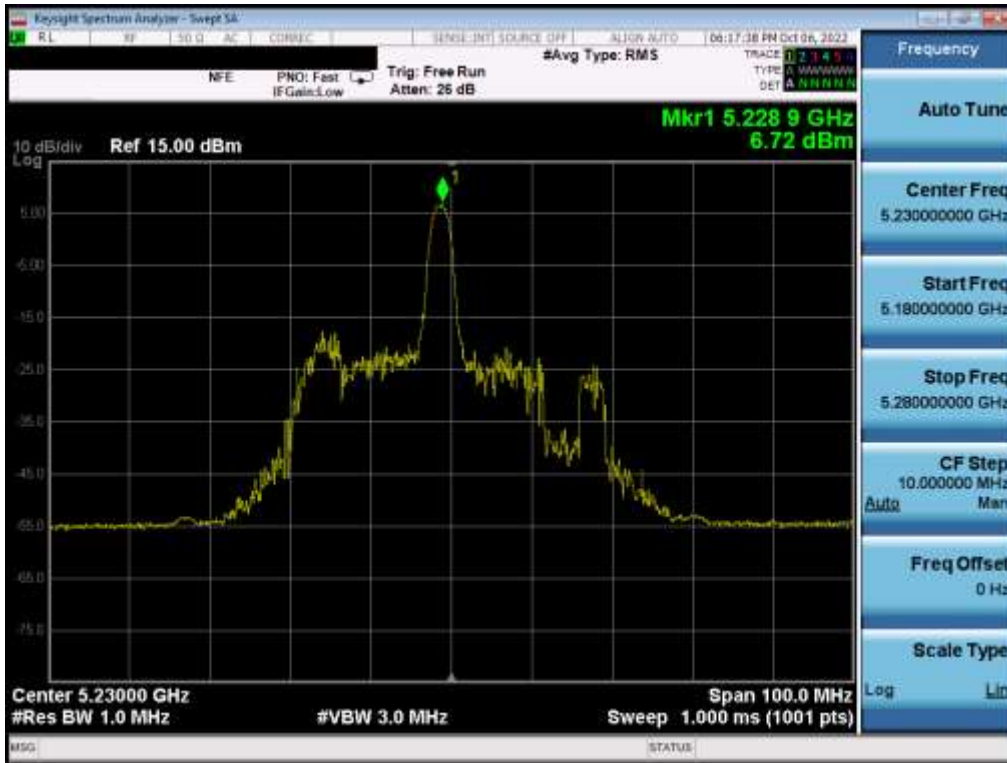 Keysight Spectrum Analyzer - Swept SA
RL RF 50 Ω AC CORREC SENSE:INT SOURCE OFF ALIGN AUTO 06:17:38 PM Oct 06, 2022
#Avg Type: RMS
TRACE 1 2 3 4 5 6
NFE PNO: Fast Trig: Free Run
TYPE A WWWWW
IFGain:Low Atten: 26 dB
DET A N N N N N
Mkr1 5.228 9 GHz
6.72 dBm
10 dB/div Ref 15.00 dBm
Log
1
5.00
-5.00
-15.0
-25.0
-35.0
-45.0
-55.0
-65.0
-75.0
Center 5.23000 GHz
Span 100.0 MHz
#Res BW 1.0 MHz
#VBW 3.0 MHz
Sweep 1.000 ms (1001 pts)
MSG
STATUS
Frequency
Auto Tune
Center Freq
5.230000000 GHz
Start Freq
5.180000000 GHz
Stop Freq
5.280000000 GHz
CF Step
10.000000 MHz
Auto Man
Freq Offset
0 Hz
Scale Type
Log Lin